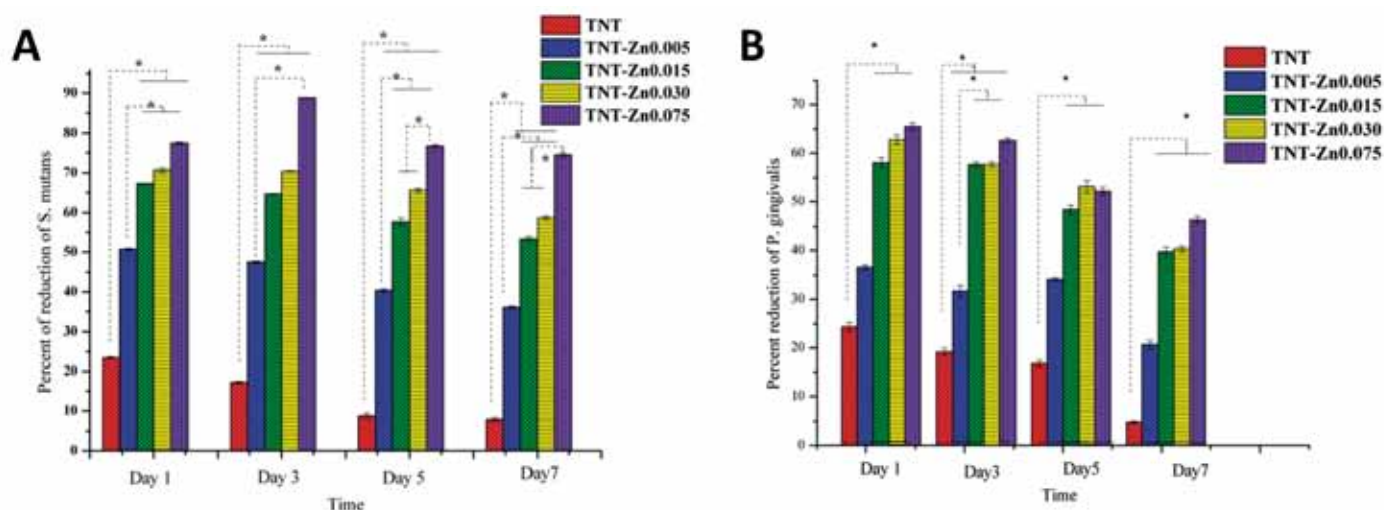 A
TNT
TNT-Zn0.005
TNT-Zn0.015
TNT-Zn0.030
TNT-Zn0.075
Percent of reduction of S. mutans
90
80
70
60
50
40
30
20
10
0
Day 1
Day 3
Day 5
Day7
Time
* * * * * * * * * * *
B
TNT
TNT-Zn0.005
TNT-Zn0.015
TNT-Zn0.030
TNT-Zn0.075
Percent reduction of P. gingivalis
70
60
50
40
30
20
10
0
Day 1
Day3
Day5
Day7
Time
* * * * *